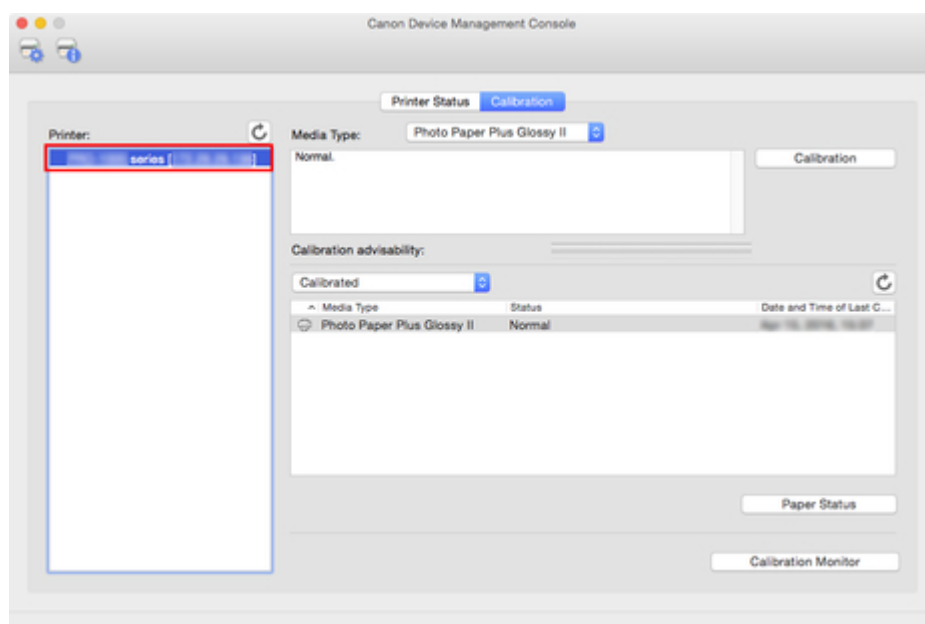 Canon Device Management Console
Printer Status Calibration
Printer:
series [ ]
Media Type: Photo Paper Plus Glossy II
Normal.
Calibration
Calibration advisability:
Calibrated
Media Type Status Date and Time of Last C...
Photo Paper Plus Glossy II Normal
Paper Status
Calibration Monitor